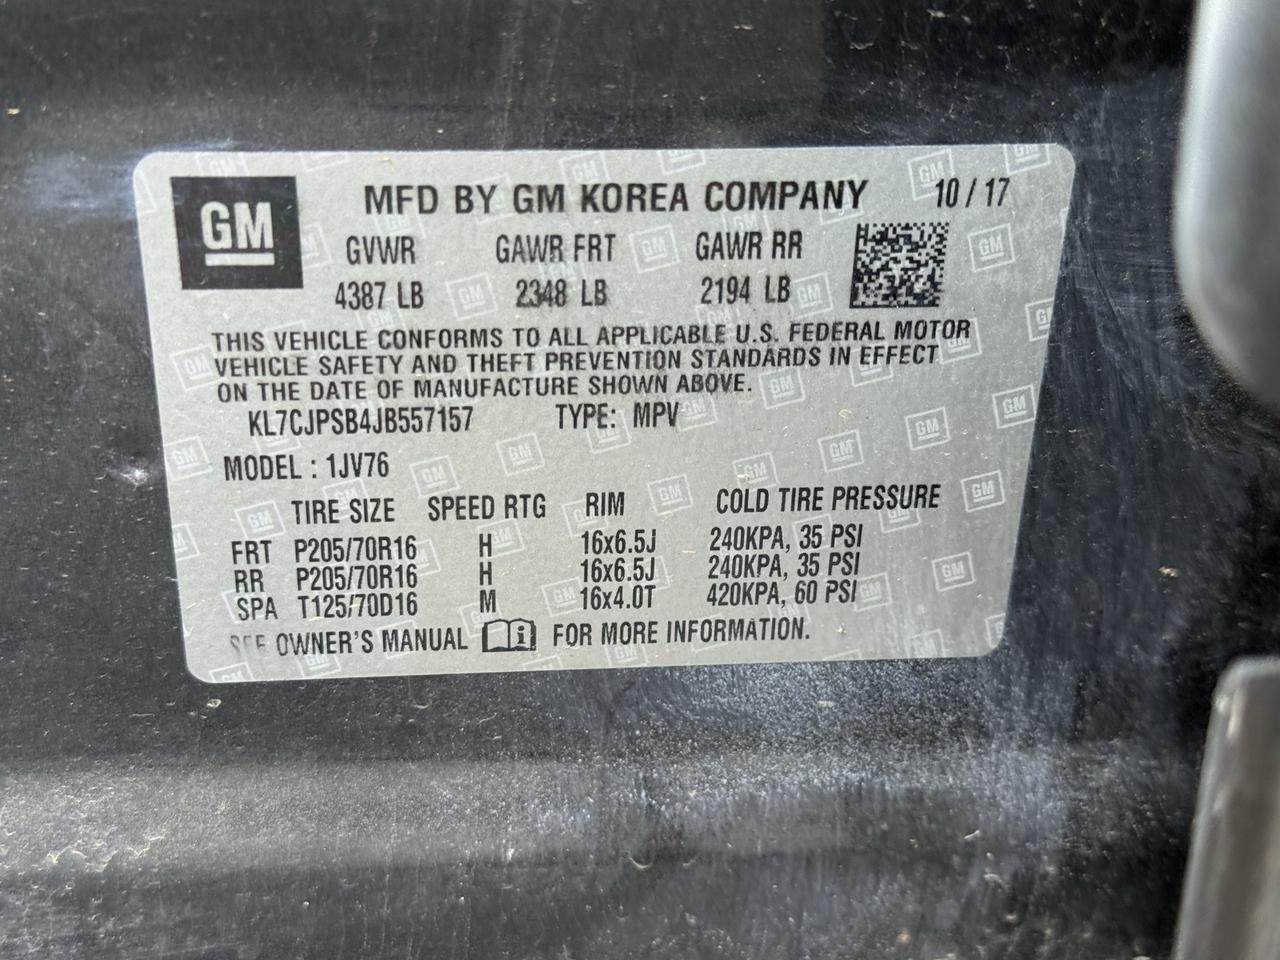 GM
MFD BY GM KOREA COMPANY 10 / 17
GVWR GAWR FRT GAWR RR
4387 LB 2348 LB 2194 LB
THIS VEHICLE CONFORMS TO ALL APPLICABLE U.S. FEDERAL MOTOR
VEHICLE SAFETY AND THEFT PREVENTION STANDARDS IN EFFECT
ON THE DATE OF MANUFACTURE SHOWN ABOVE.
KL7CJPSB4JB557157 TYPE: MPV
MODEL : 1JV76
TIRE SIZE SPEED RTG RIM COLD TIRE PRESSURE
FRT P205/70R16 H 16x6.5J 240KPA, 35 PSI
RR P205/70R16 H 16x6.5J 240KPA, 35 PSI
SPA T125/70D16 M 16x4.0T 420KPA, 60 PSI
SEE OWNER'S MANUAL i FOR MORE INFORMATION.